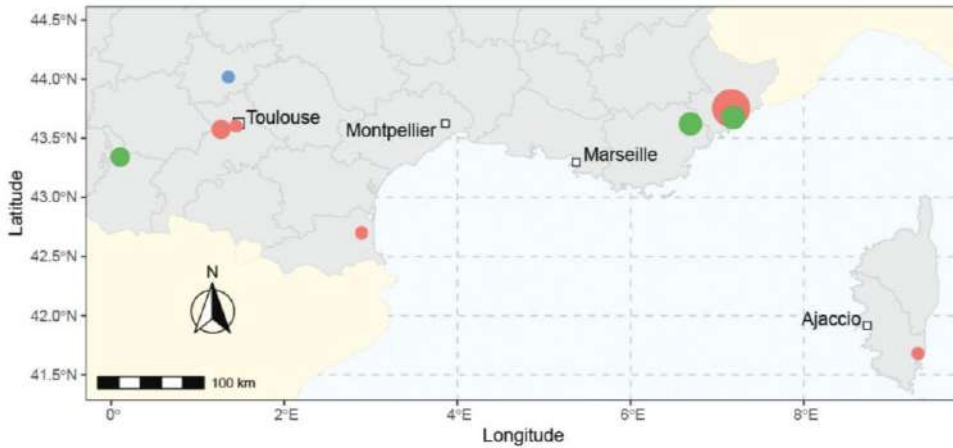 44.5°N
44.0°N
43.5°N
43.0°N
42.5°N
42.0°N
41.5°N
Latitude
Toulouse
Montpellier
Marseille
Ajaccio
N
100 km
0°
2°E
4°E
6°E
8°E
Longitude